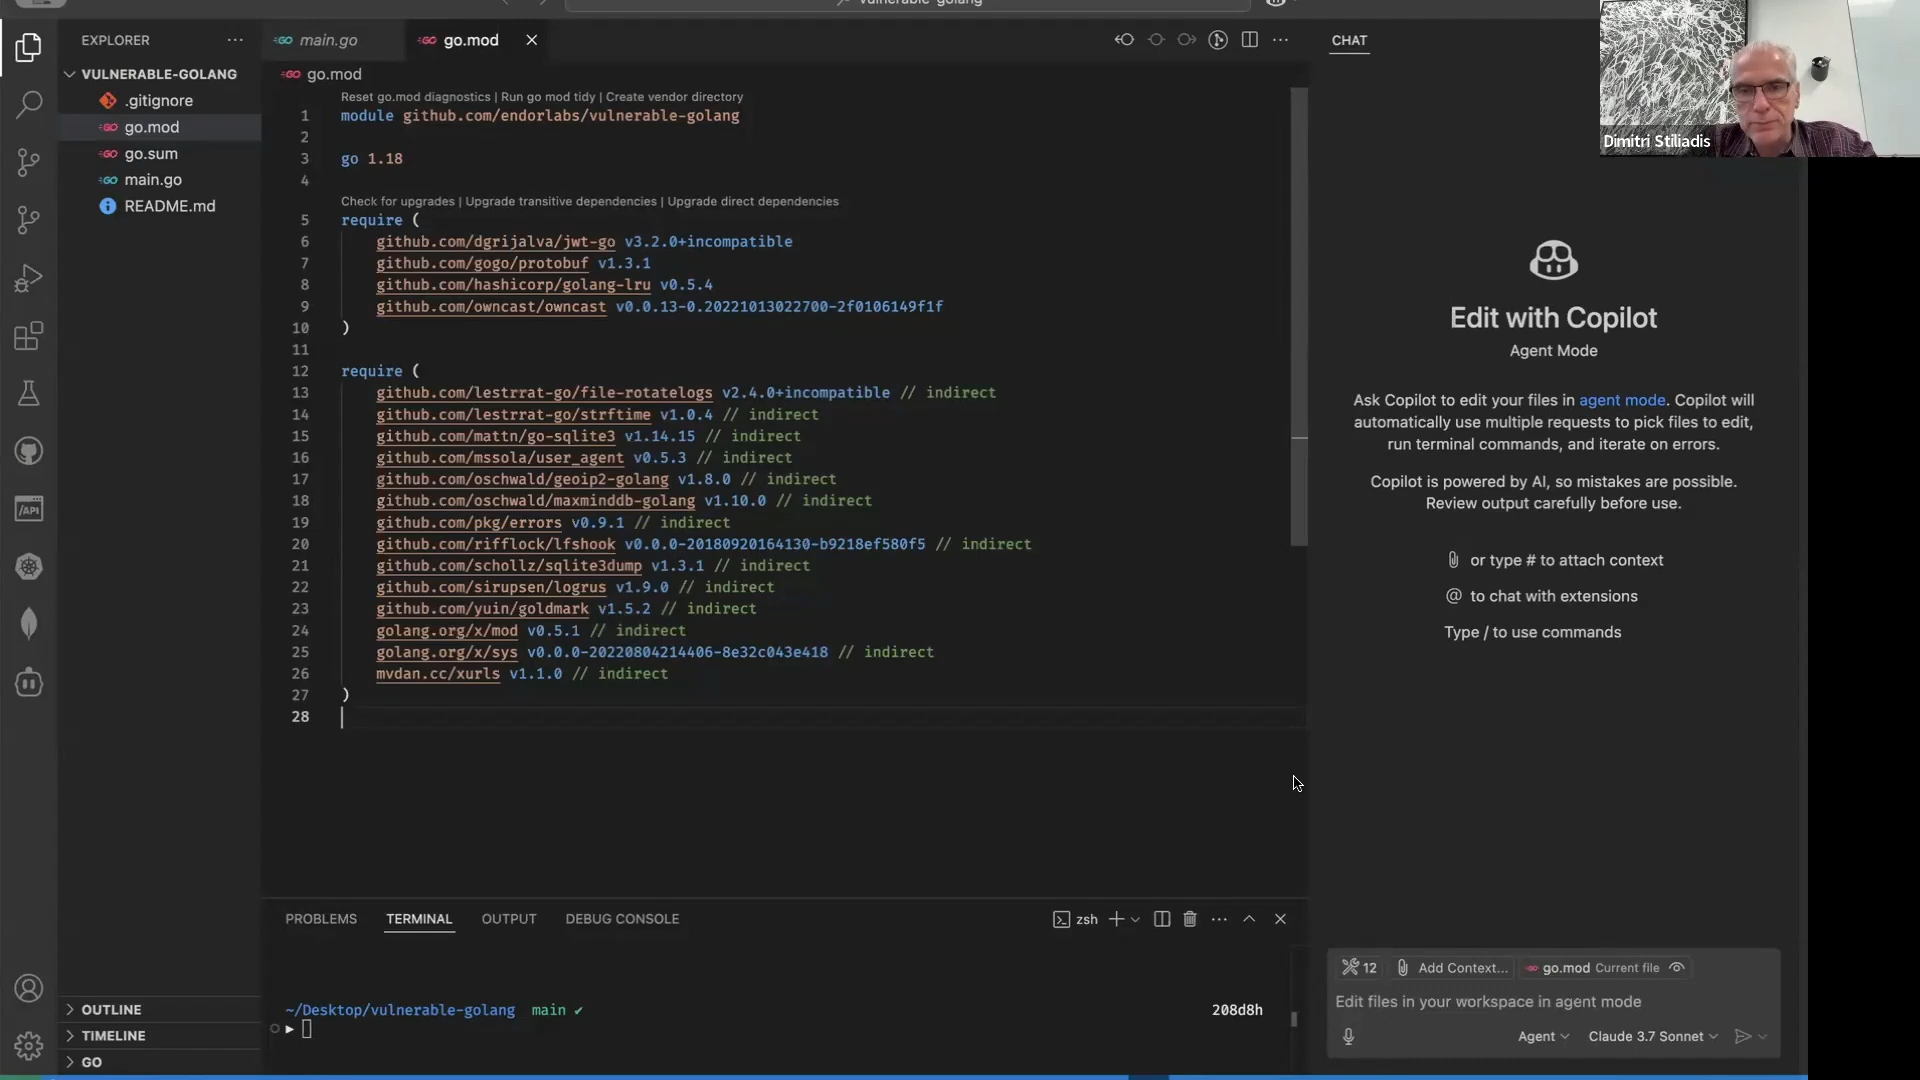 vulnerable-golang
EXPLORER
VULNERABLE-GOLANG
.gitignore
go.mod
go.sum
main.go
README.md
OUTLINE
TIMELINE
GO
main.go
go.mod
go.mod
Reset go.mod diagnostics | Run go mod tidy | Create vendor directory
1 module github.com/endorlabs/vulnerable-golang
2
3 go 1.18
4
Check for upgrades | Upgrade transitive dependencies | Upgrade direct dependencies
5 require (
6 github.com/dgrijalva/jwt-go v3.2.0+incompatible
7 github.com/gogo/protobuf v1.3.1
8 github.com/hashicorp/golang-lru v0.5.4
9 github.com/owncast/owncast v0.0.13-0.20221013022700-2f0106149f1f
10 )
11
12 require (
13 github.com/lestrrat-go/file-rotatelogs v2.4.0+incompatible // indirect
14 github.com/lestrrat-go/strftime v1.0.4 // indirect
15 github.com/mattn/go-sqlite3 v1.14.15 // indirect
16 github.com/mssola/user_agent v0.5.3 // indirect
17 github.com/oschwald/geoip2-golang v1.8.0 // indirect
18 github.com/oschwald/maxminddb-golang v1.10.0 // indirect
19 github.com/pkg/errors v0.9.1 // indirect
20 github.com/rifflock/lfshook v0.0.0-20180920164130-b9218ef580f5 // indirect
21 github.com/schollz/sqlite3dump v1.3.1 // indirect
22 github.com/sirupsen/logrus v1.9.0 // indirect
23 github.com/yuin/goldmark v1.5.2 // indirect
24 golang.org/x/mod v0.5.1 // indirect
25 golang.org/x/sys v0.0.0-20220804214406-8e32c043e418 // indirect
26 mvdan.cc/xurls v1.1.0 // indirect
27 )
28
PROBLEMS TERMINAL OUTPUT DEBUG CONSOLE
zsh
~/Desktop/vulnerable-golang main ✔ 208d8h
CHAT
Dimitri Stiliadis
Edit with Copilot
Agent Mode
Ask Copilot to edit your files in agent mode. Copilot will
automatically use multiple requests to pick files to edit,
run terminal commands, and iterate on errors.
Copilot is powered by AI, so mistakes are possible.
Review output carefully before use.
or type # to attach context
@ to chat with extensions
Type / to use commands
12 Add Context... go.mod Current file
Edit files in your workspace in agent mode
Agent Claude 3.7 Sonnet
/API